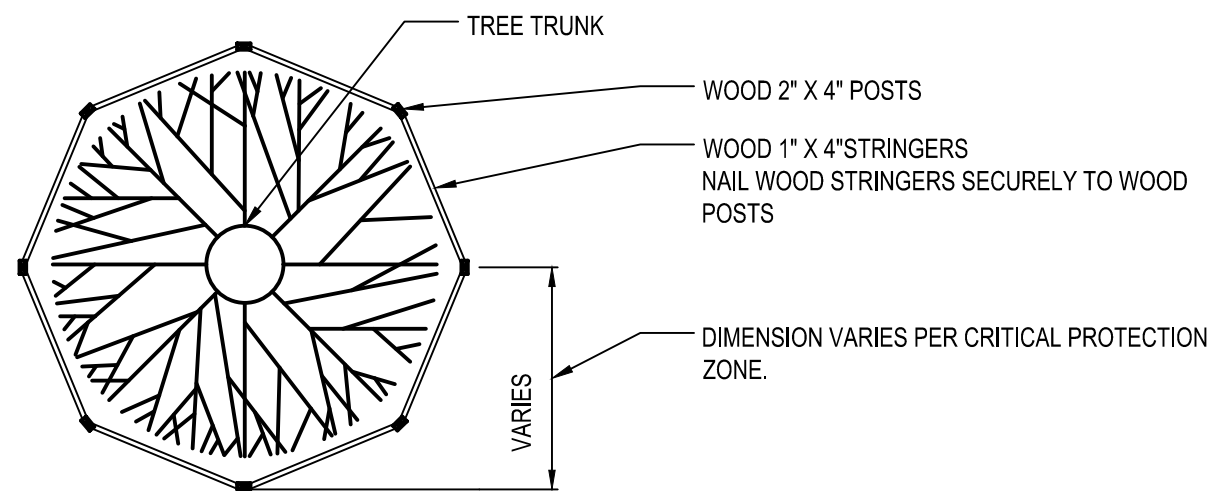 TREE TRUNK
WOOD 2" X 4" POSTS
WOOD 1" X 4"STRINGERS
NAIL WOOD STRINGERS SECURELY TO WOOD
POSTS
DIMENSION VARIES PER CRITICAL PROTECTION
ZONE.
VARIES